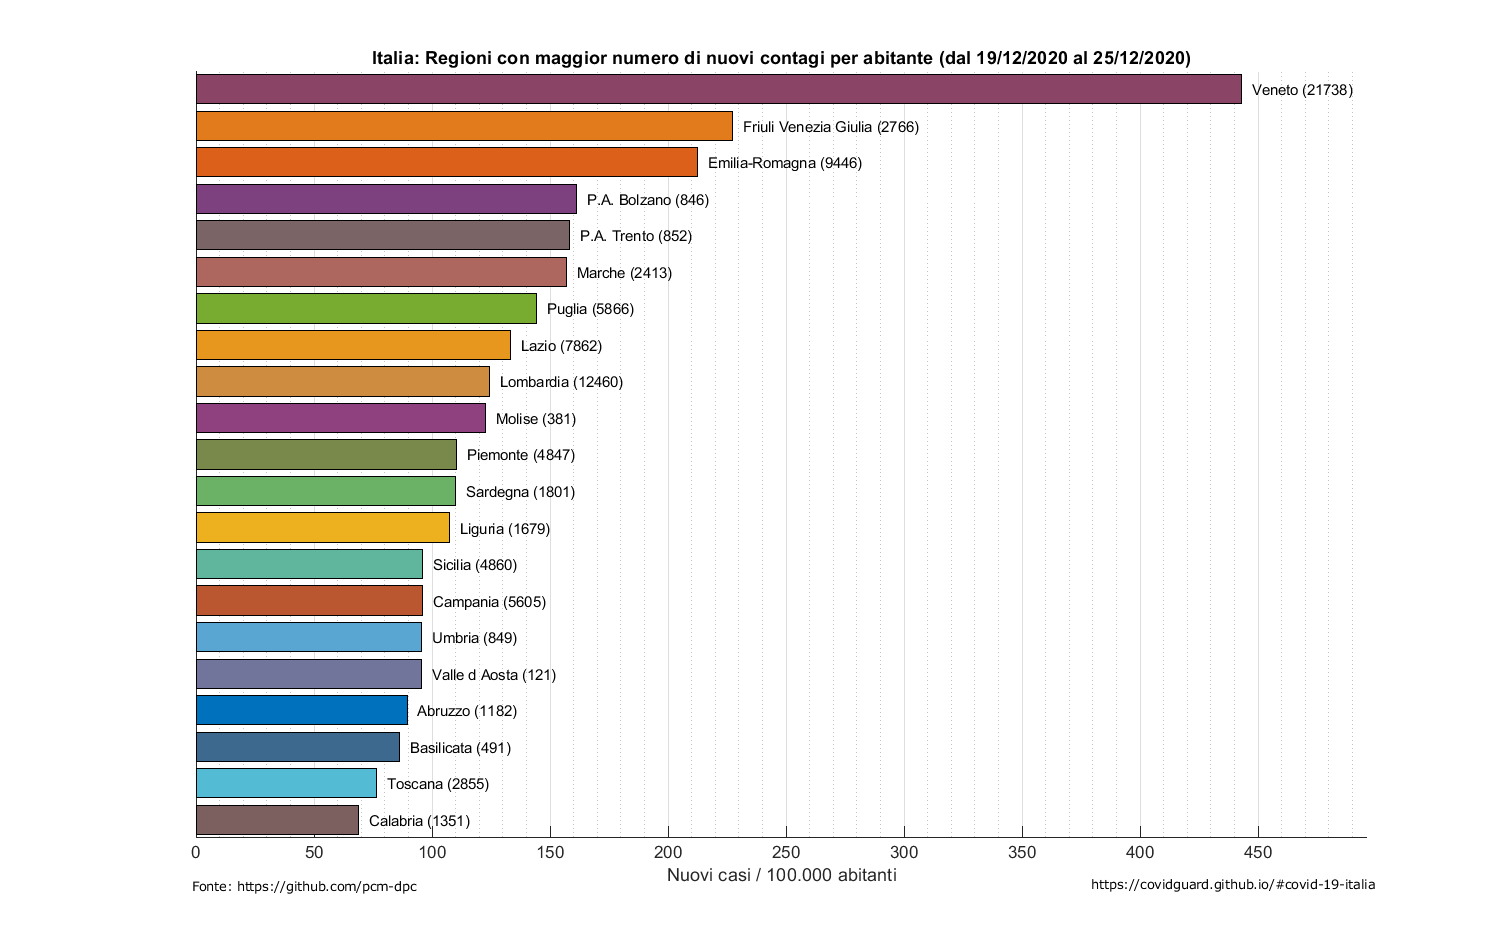 Italia: Regioni con maggior numero di nuovi contagi per abitante (dal 19/12/2020 al 25/12/2020)
Veneto (21738)
Friuli Venezia Giulia (2766)
Emilia-Romagna (9446)
P.A. Bolzano (846)
P.A. Trento (852)
Marche (2413)
Puglia (5866)
Lazio (7862)
Lombardia (12460)
Molise (381)
Piemonte (4847)
Sardegna (1801)
Liguria (1679)
Sicilia (4860)
Campania (5605)
Umbria (849)
Valle d Aosta (121)
Abruzzo (1182)
Basilicata (491)
Toscana (2855)
Calabria (1351)
0 50 100 150 200 250 300 350 400 450
Nuovi casi / 100.000 abitanti
Fonte: https://github.com/pcm-dpc
https://covidguard.github.io/#covid-19-italia